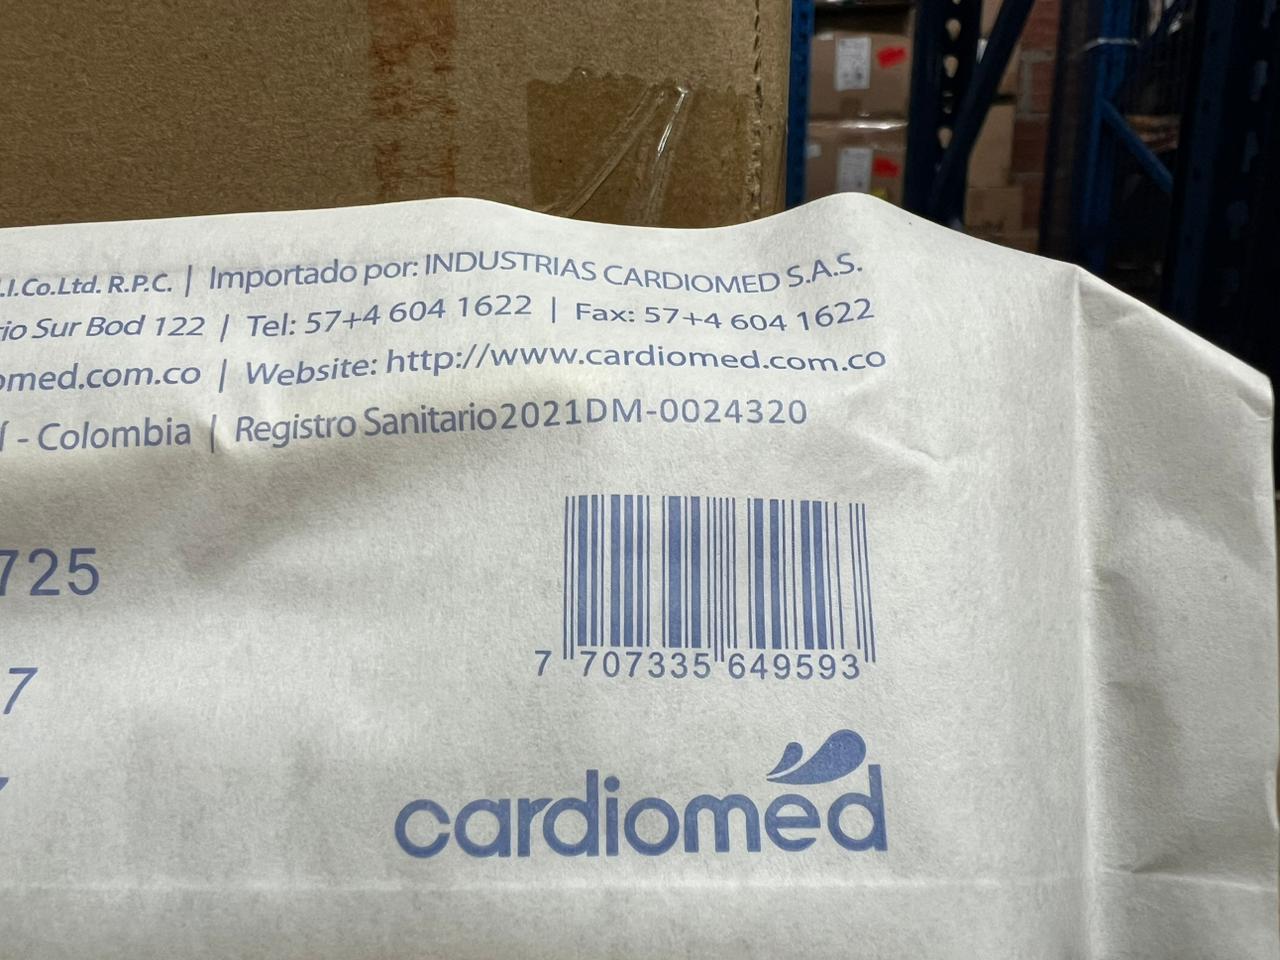 .I.Co.Ltd. R.P.C. | Importado por: INDUSTRIAS CARDIOMED S.A.S.
Sur Bod 122 | Tel: 57+4 604 1622 | Fax: 57+4 604 1622
omed.com.co | Website: http://www.cardiomed.com.co
- Colombia | Registro Sanitario2021DM-0024320
725
7
7 707335 649593
cardiomed